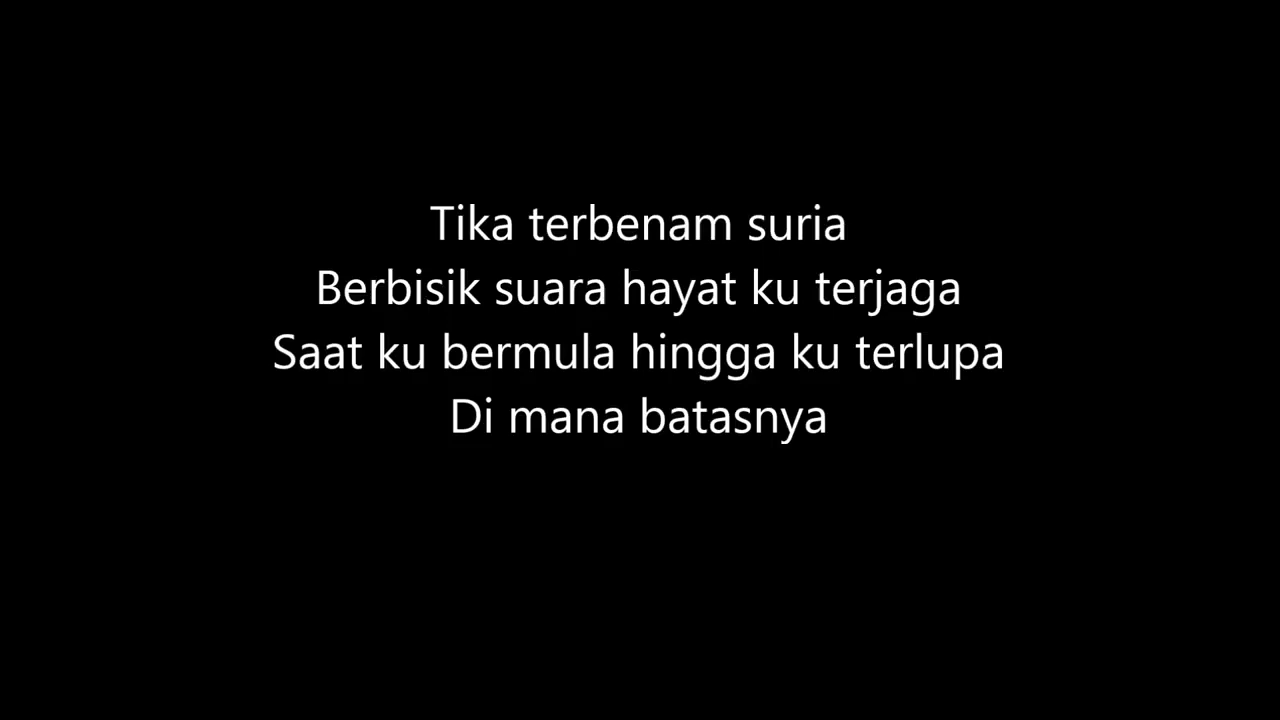 Tika terbenam suria
Berbisik suara hayat ku terjaga
Saat ku bermula hingga ku terlupa
Di mana batasnya